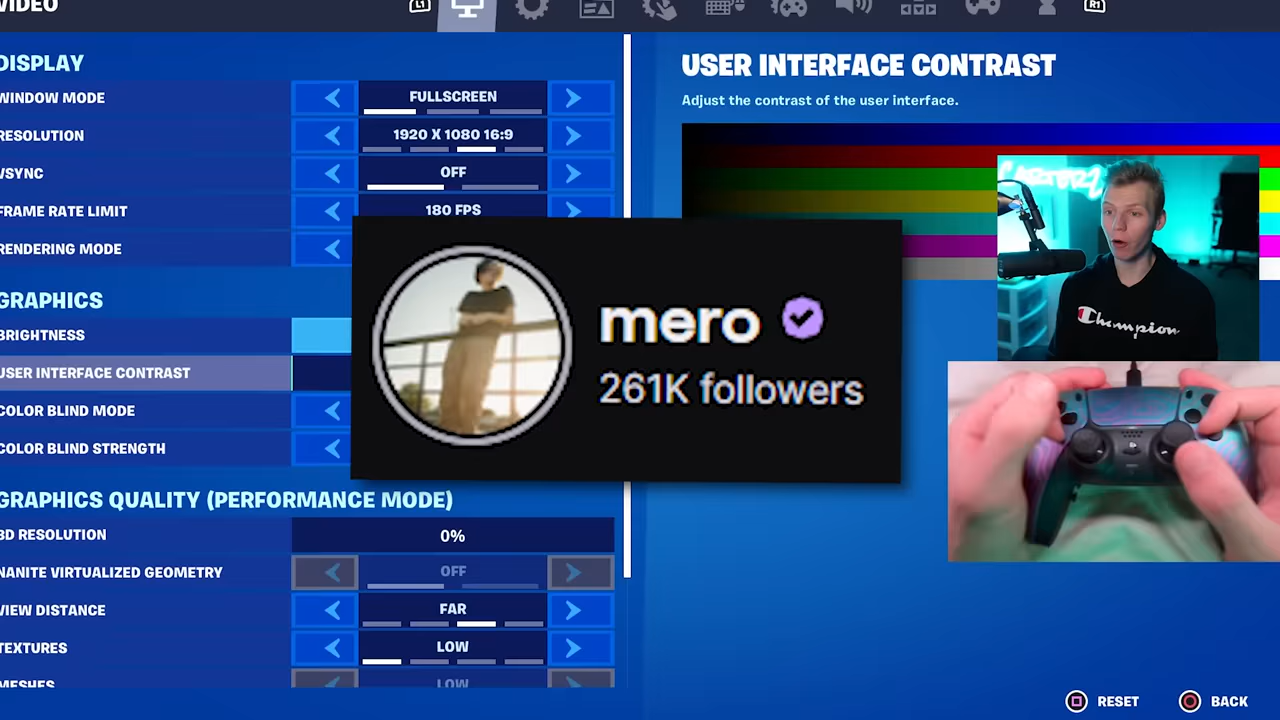 VIDEO
L1
R1
DISPLAY
WINDOW MODE
FULLSCREEN
RESOLUTION
1920 X 1080 16:9
VSYNC
OFF
FRAME RATE LIMIT
180 FPS
RENDERING MODE
GRAPHICS
BRIGHTNESS
USER INTERFACE CONTRAST
COLOR BLIND MODE
COLOR BLIND STRENGTH
GRAPHICS QUALITY (PERFORMANCE MODE)
3D RESOLUTION
0%
NANITE VIRTUALIZED GEOMETRY
OFF
VIEW DISTANCE
FAR
TEXTURES
LOW
MESHES
LOW
mero
261K followers
USER INTERFACE CONTRAST
Adjust the contrast of the user interface.
CARTER2
Champion
RESET
BACK